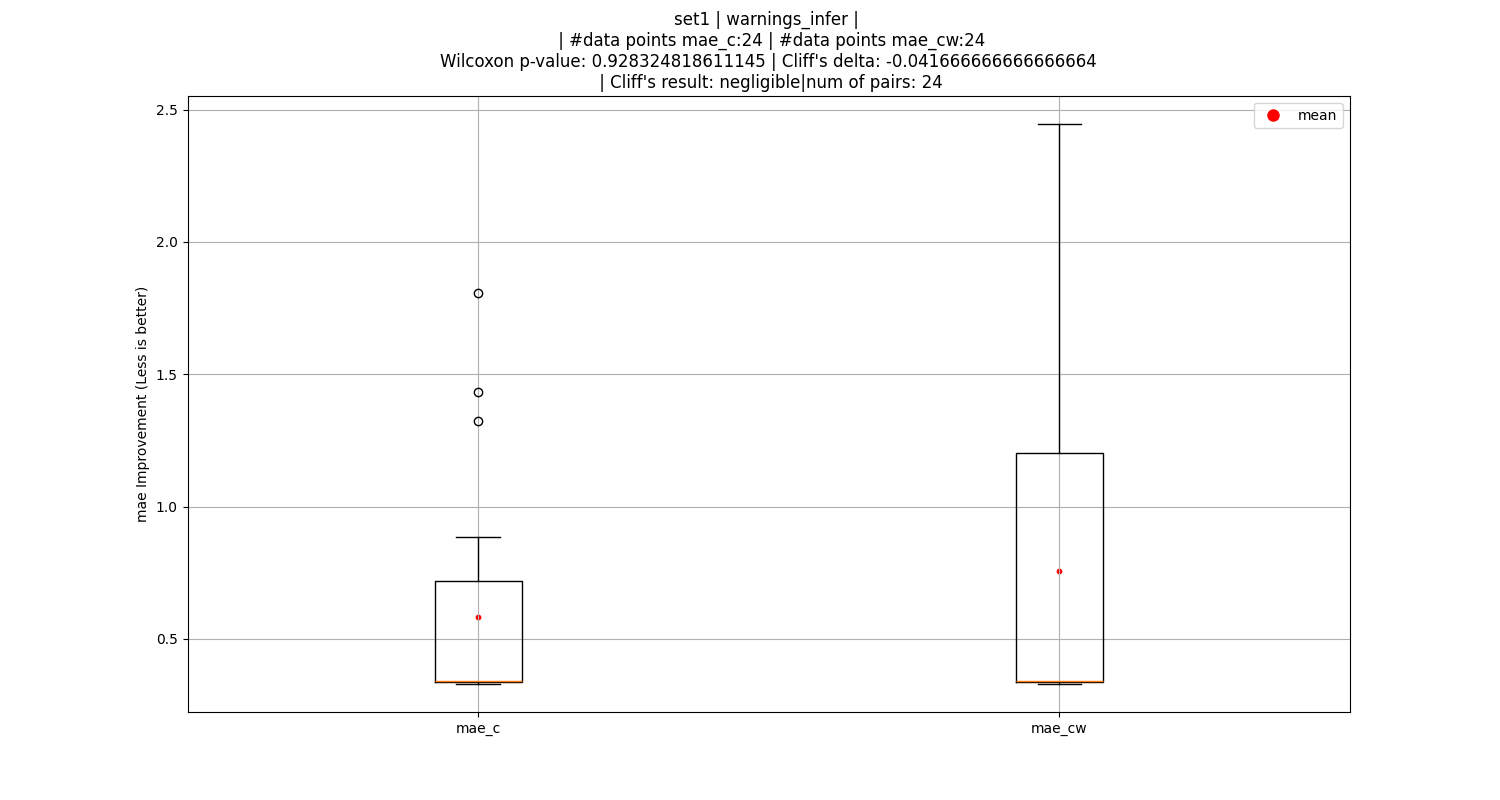 set1 | warnings_infer |
| #data points mae_c:24 | #data points mae_cw:24
Wilcoxon p-value: 0.928324818611145 | Cliff's delta: -0.041666666666666664
| Cliff's result: negligible|num of pairs: 24
mean
mae Improvement (Less is better)
2.5
2.0
1.5
1.0
0.5
mae_c
mae_cw